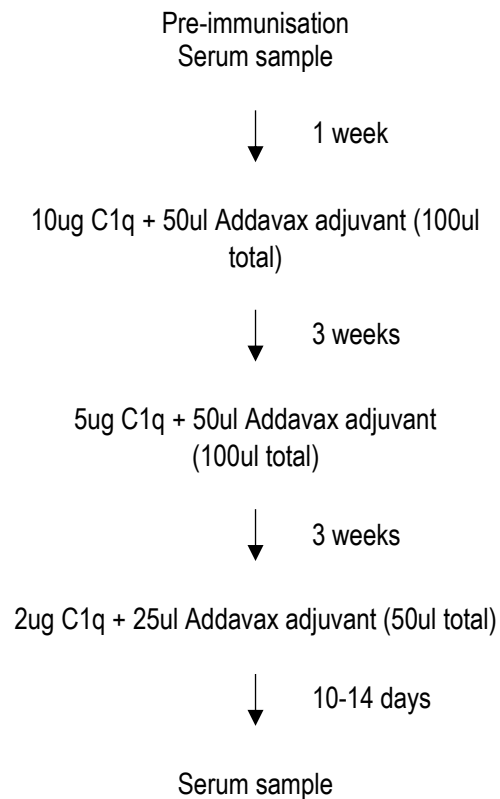 Pre-immunisation
Serum sample
1 week
10ug C1q + 50ul Addavax adjuvant (100ul
total)
3 weeks
5ug C1q + 50ul Addavax adjuvant
(100ul total)
3 weeks
2ug C1q + 25ul Addavax adjuvant (50ul total)
10-14 days
Serum sample